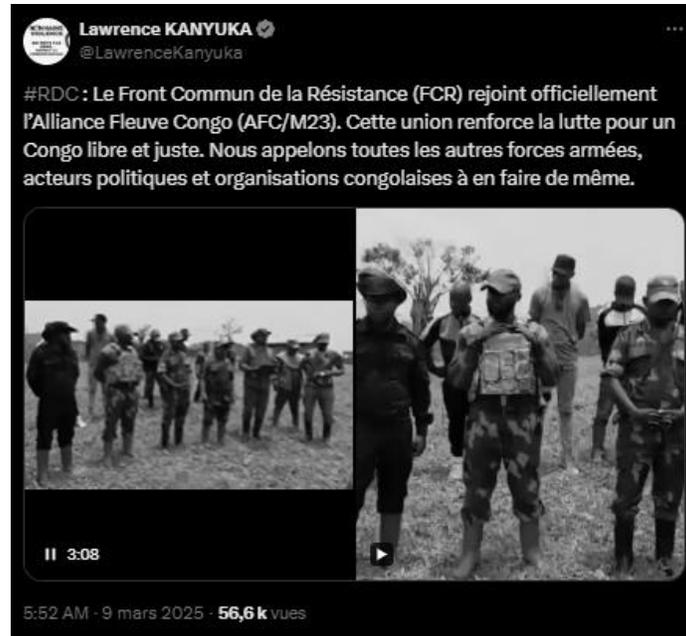 Lawrence KANYUKA
@LawrenceKanyuka
#RDC : Le Front Commun de la Résistance (FCR) rejoint officiellement
l'Alliance Fleuve Congo (AFC/M23). Cette union renforce la lutte pour un
Congo libre et juste. Nous appelons toutes les autres forces armées,
acteurs politiques et organisations congolaises à en faire de même.
3:08
5:52 AM · 9 mars 2025 · 56,6 k vues